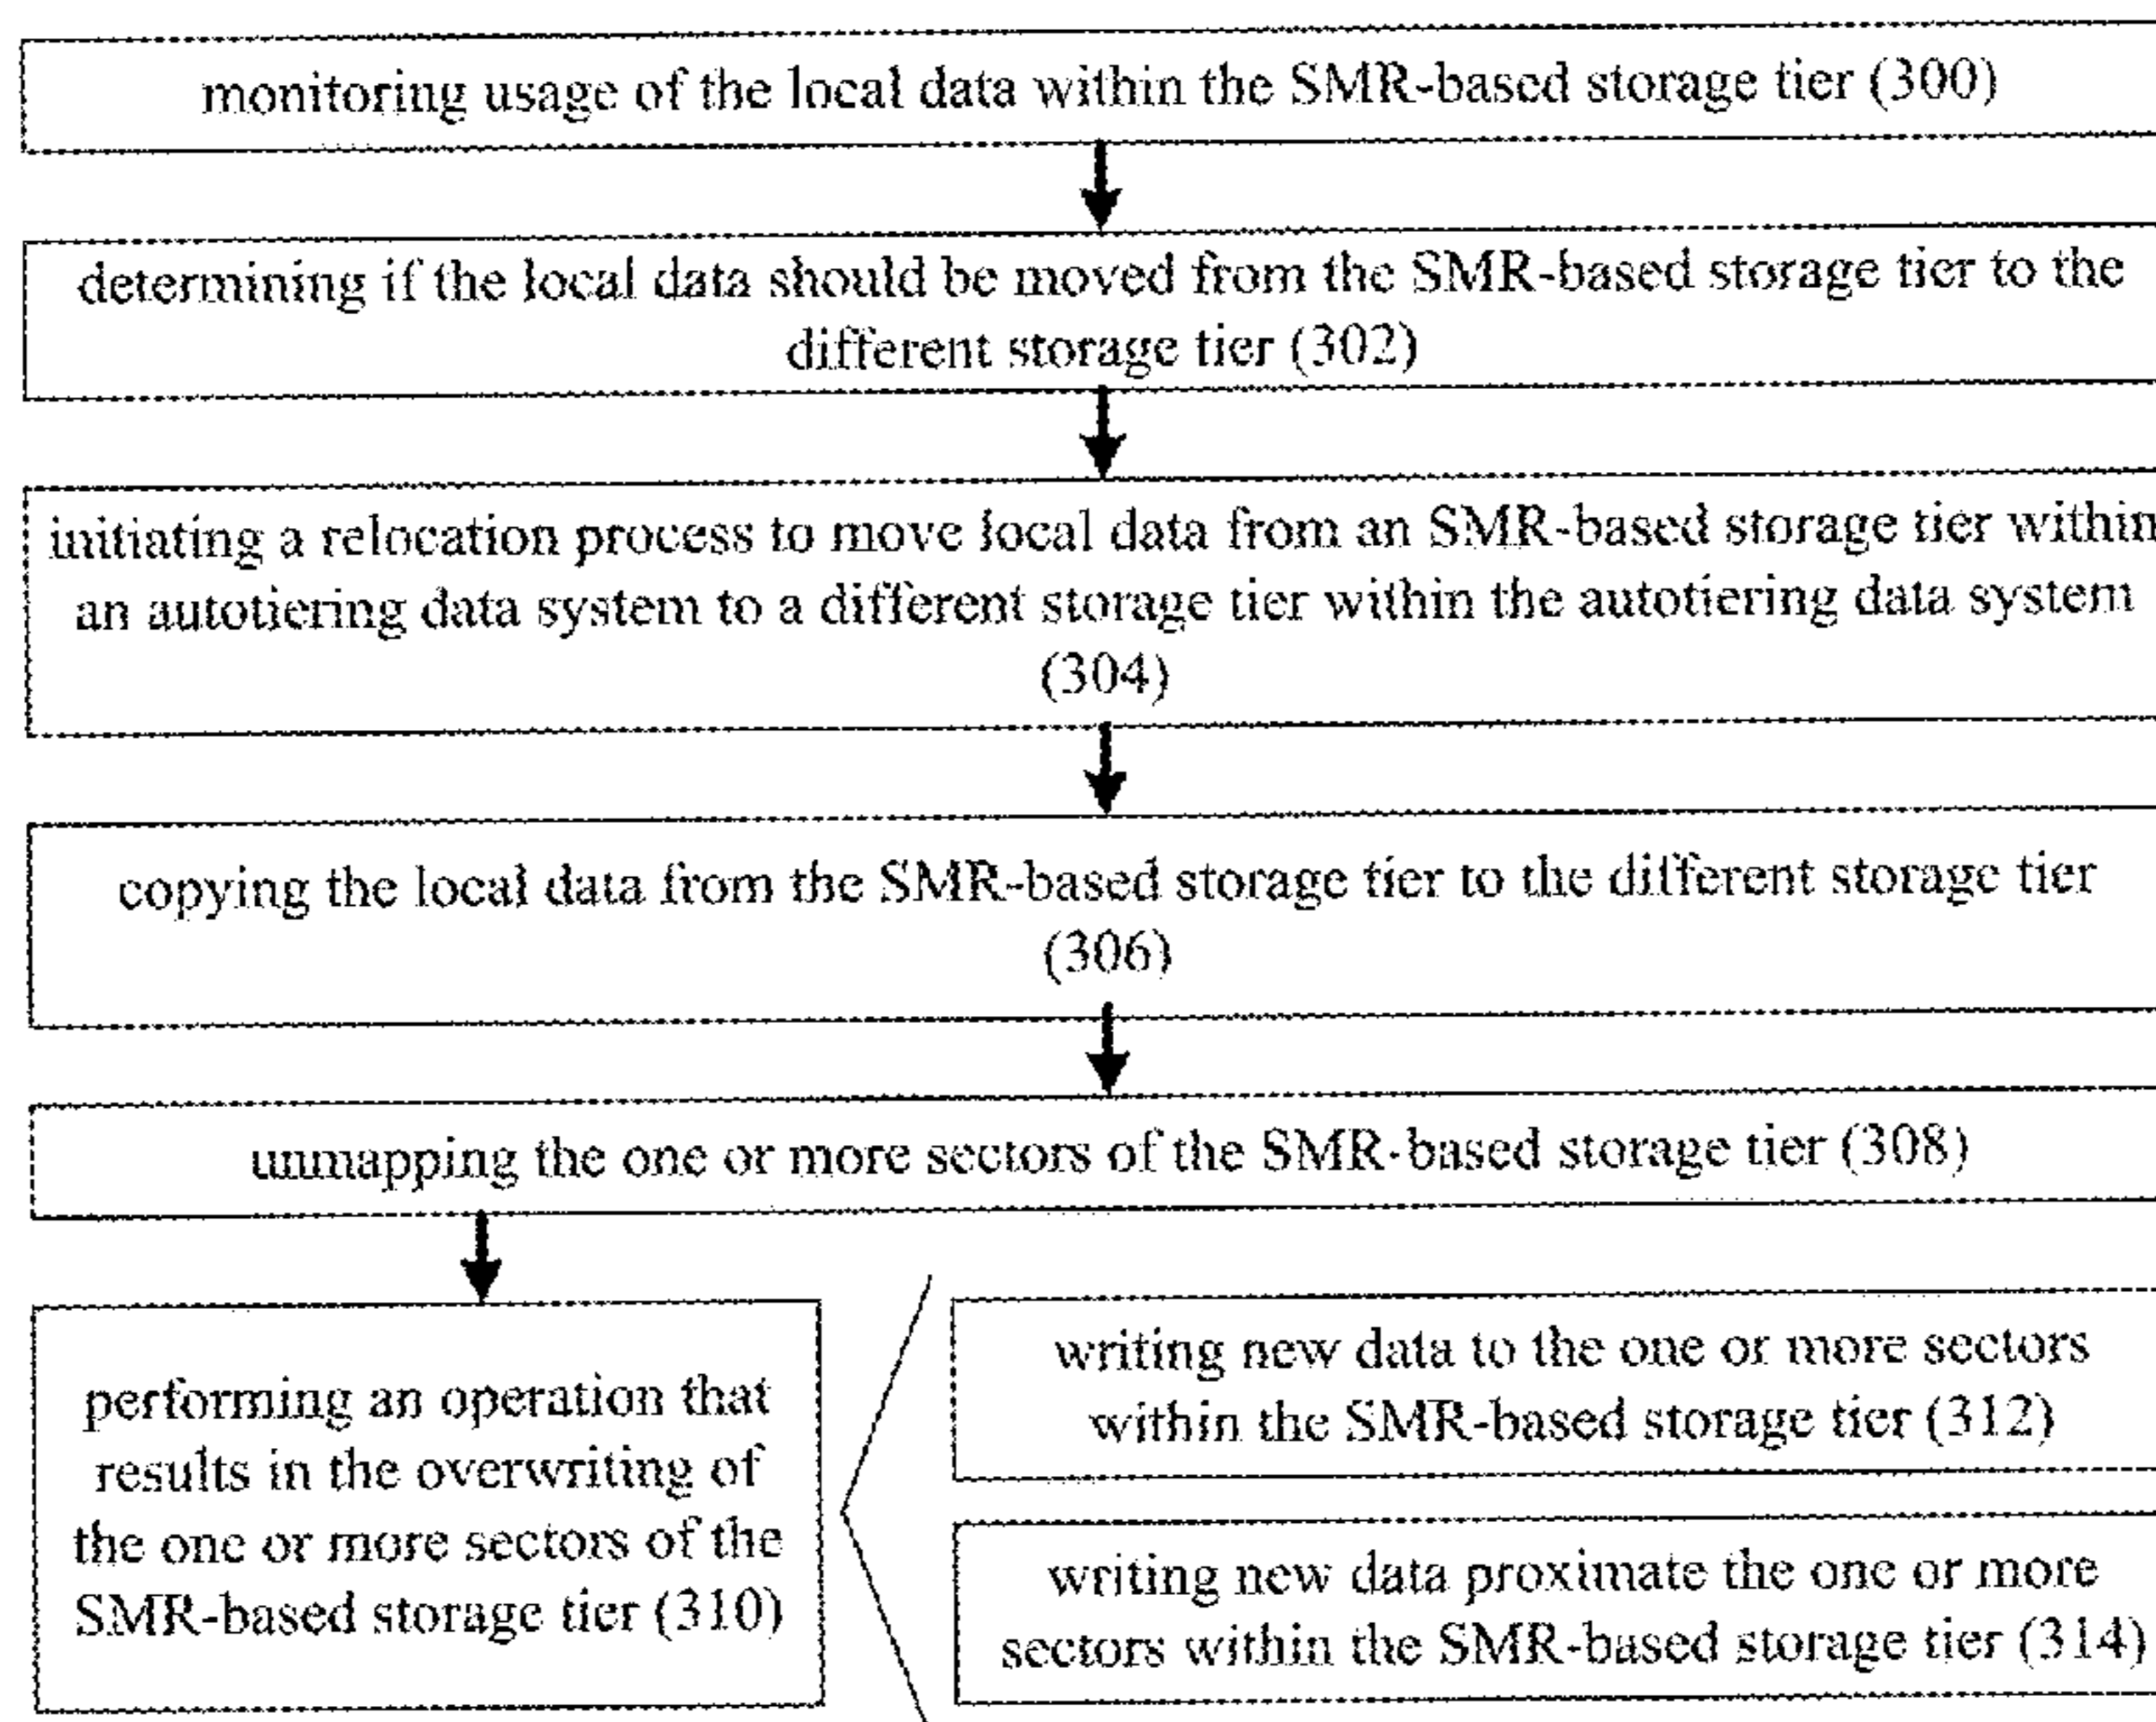 monitoring usage of the local data within the SMR-based storage tier (300)
determining if the local data should be moved from the SMR-based storage tier to the
different storage tier (302)
initiating a relocation process to move local data from an SMR-based storage tier within
an autotiering data system to a different storage tier within the autotiering data system
(304)
copying the local data from the SMR-based storage tier to the different storage tier
(306)
unmapping the one or more sectors of the SMR-based storage tier (308)
performing an operation that
results in the overwriting of
the one or more sectors of the
SMR-based storage tier (310)
writing new data to the one or more sectors
within the SMR-based storage tier (312)
writing new data proximate the one or more
sectors within the SMR-based storage tier (314)